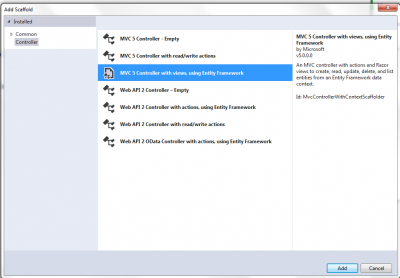 Add Scaffold
Installed
Common
Controller
MVC 5 Controller - Empty
MVC 5 Controller with read/write actions
MVC 5 Controller with views, using Entity Framework
Web API 2 Controller – Empty
Web API 2 Controller with actions, using Entity Framework
Web API 2 Controller with read/write actions
Web API 2 OData Controller with actions, using Entity Framework
MVC 5 Controller with views, using Entity
Framework
by Microsoft
v5.0.0.0
An MVC controller with actions and Razor
views to create, read, update, delete, and list
entities from an Entity Framework data
context.
Id: MvcControllerWithContextScaffolder
Add
Cancel